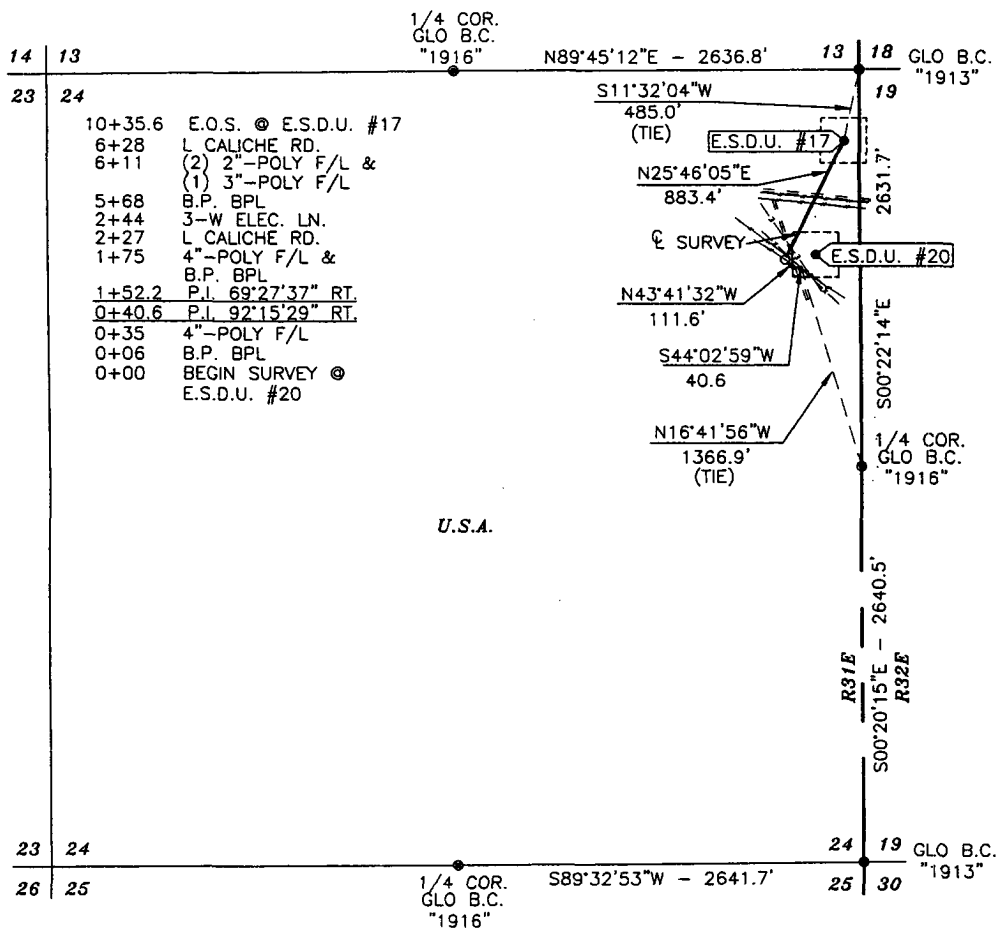 1/4 COR.
GLO B.C.
"1916"
14 13
N89°45'12"E - 2636.8'
13 18
GLO B.C.
"1913"
23 24
19
S11°32'04"W
485.0'
(TIE)
10+35.6 E.O.S. @ E.S.D.U. #17
6+28 L CALICHE RD.
6+11 (2) 2"-POLY F/L &
(1) 3"-POLY F/L
5+68 B.P. BPL
2+44 3-W ELEC. LN.
2+27 L CALICHE RD.
1+75 4"-POLY F/L &
B.P. BPL
1+52.2 P.I. 69°27'37" RT.
0+40.6 P.I. 92°15'29" RT.
0+35 4"-POLY F/L
0+06 B.P. BPL
0+00 BEGIN SURVEY @
E.S.D.U. #20
E.S.D.U. #17
2631.7'
N25°46'05"E
883.4'
℄ SURVEY
E.S.D.U. #20
N43°41'32"W
111.6'
S00°22'14"E
S44°02'59"W
40.6
N16°41'56"W
1366.9'
(TIE)
1/4 COR.
GLO B.C.
"1916"
U.S.A.
S00°20'15"E - 2640.5'
R31E
R32E
23 24
24 19
GLO B.C.
"1913"
26 25
1/4 COR.
GLO B.C.
"1916"
S89°32'53"W - 2641.7'
25 30